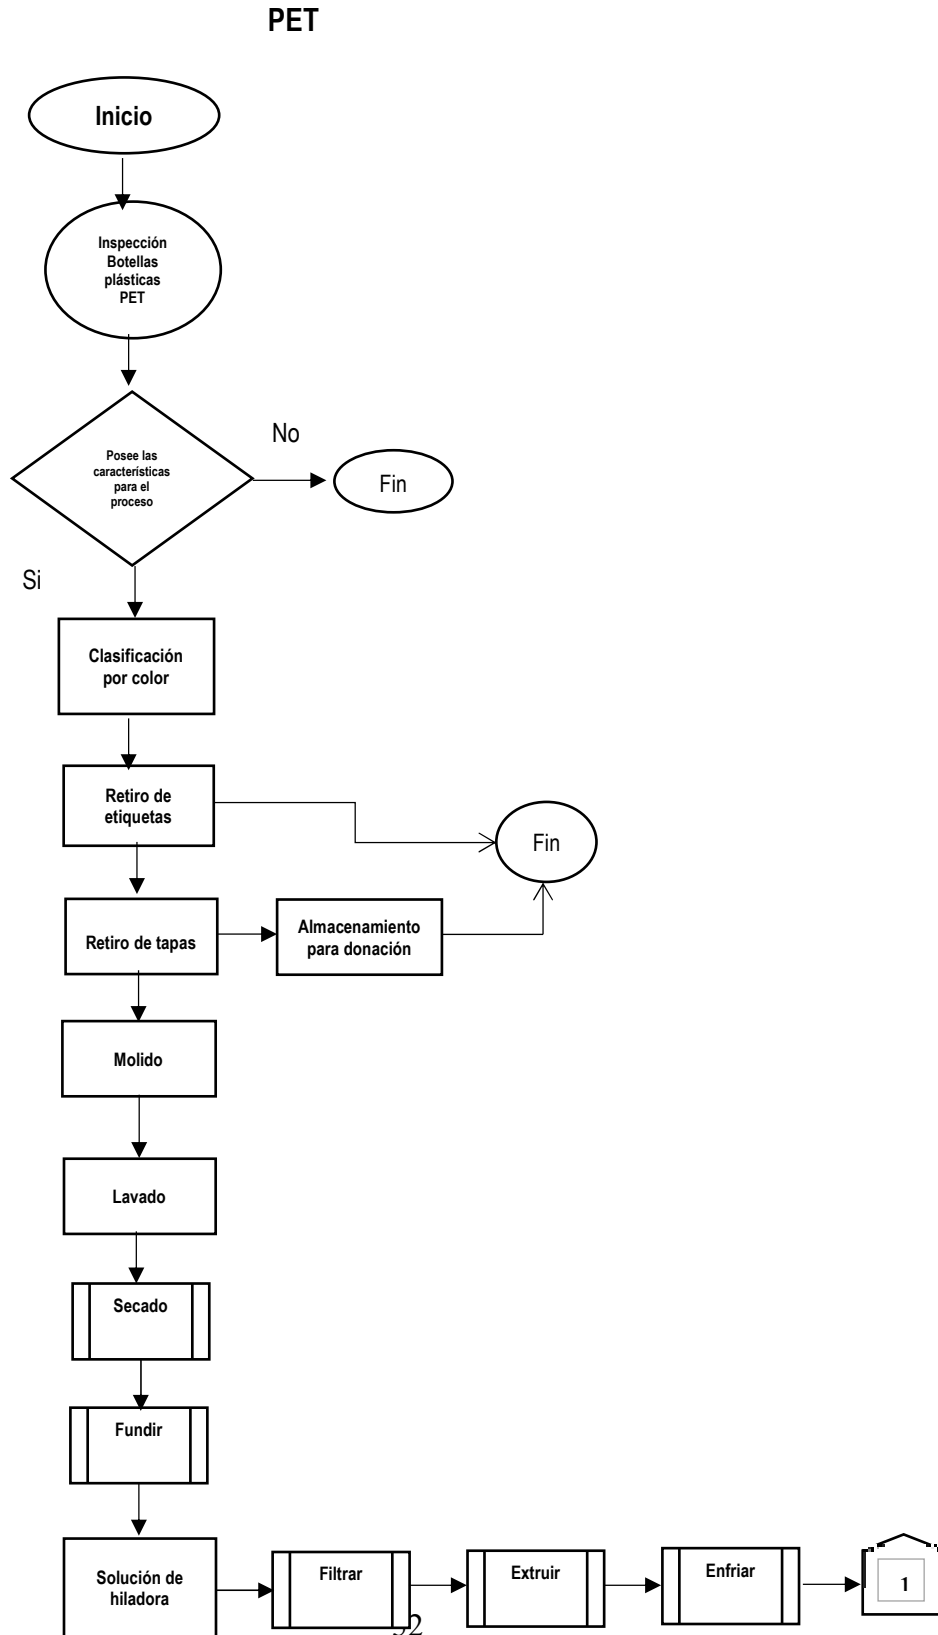 PET
Inicio
Inspección
Botellas
plásticas
PET
Posee las
características
para el
proceso
No
Fin
Si
Clasificación
por color
Retiro de
etiquetas
Fin
Retiro de tapas
Almacenamiento
para donación
Molido
Lavado
Secado
Fundir
Solución de
hiladora
Filtrar
Extruir
Enfriar
1